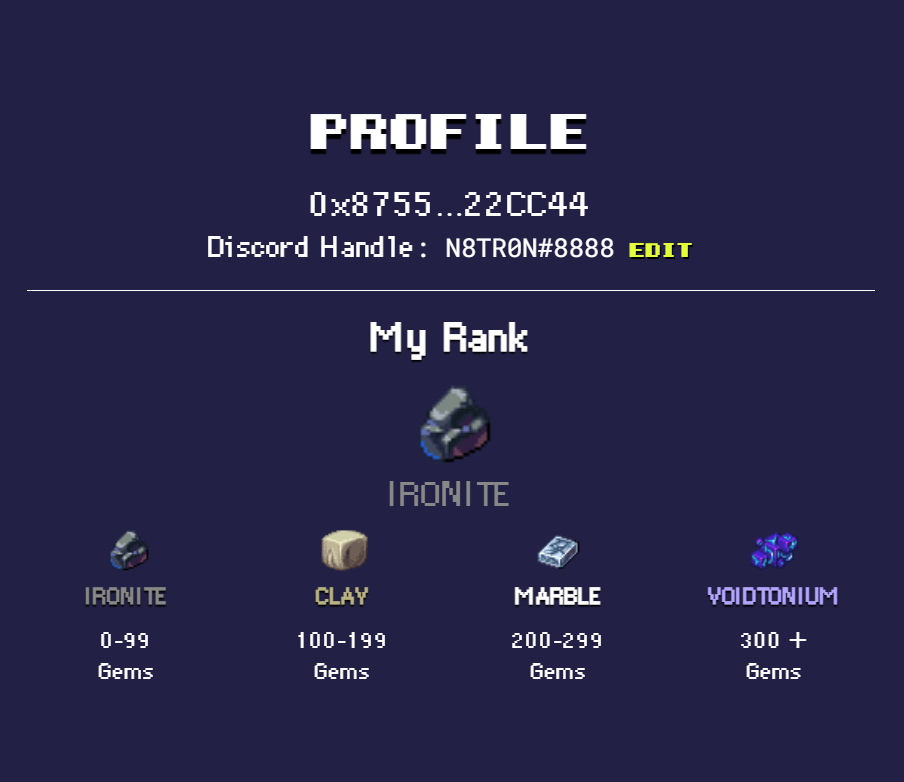 PROFILE
0x8755...22CC44
Discord Handle: N8TR0N#8888 EDIT
My Rank
IRONITE
IRONITE CLAY MARBLE VOIDTONIUM
0-99 100-199 200-299 300 +
Gems Gems Gems Gems